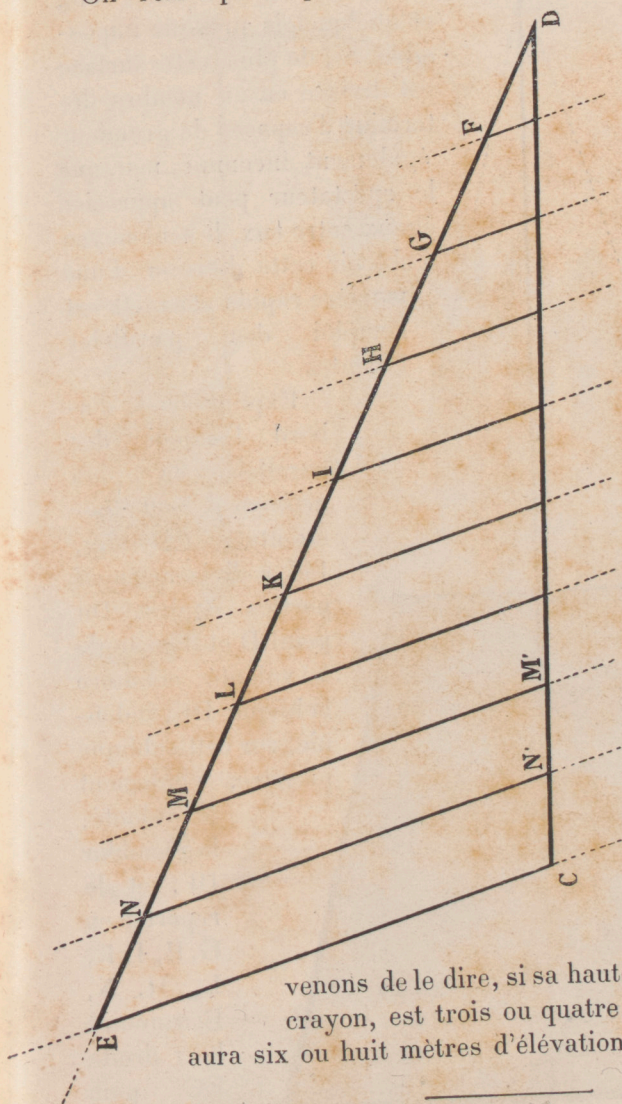 D
F
G
H
I
K
L
M'
M
N'
C
N
E
venons de le dire, si sa haut
crayon, est trois ou quatre
aura six ou huit mètres d'élévation